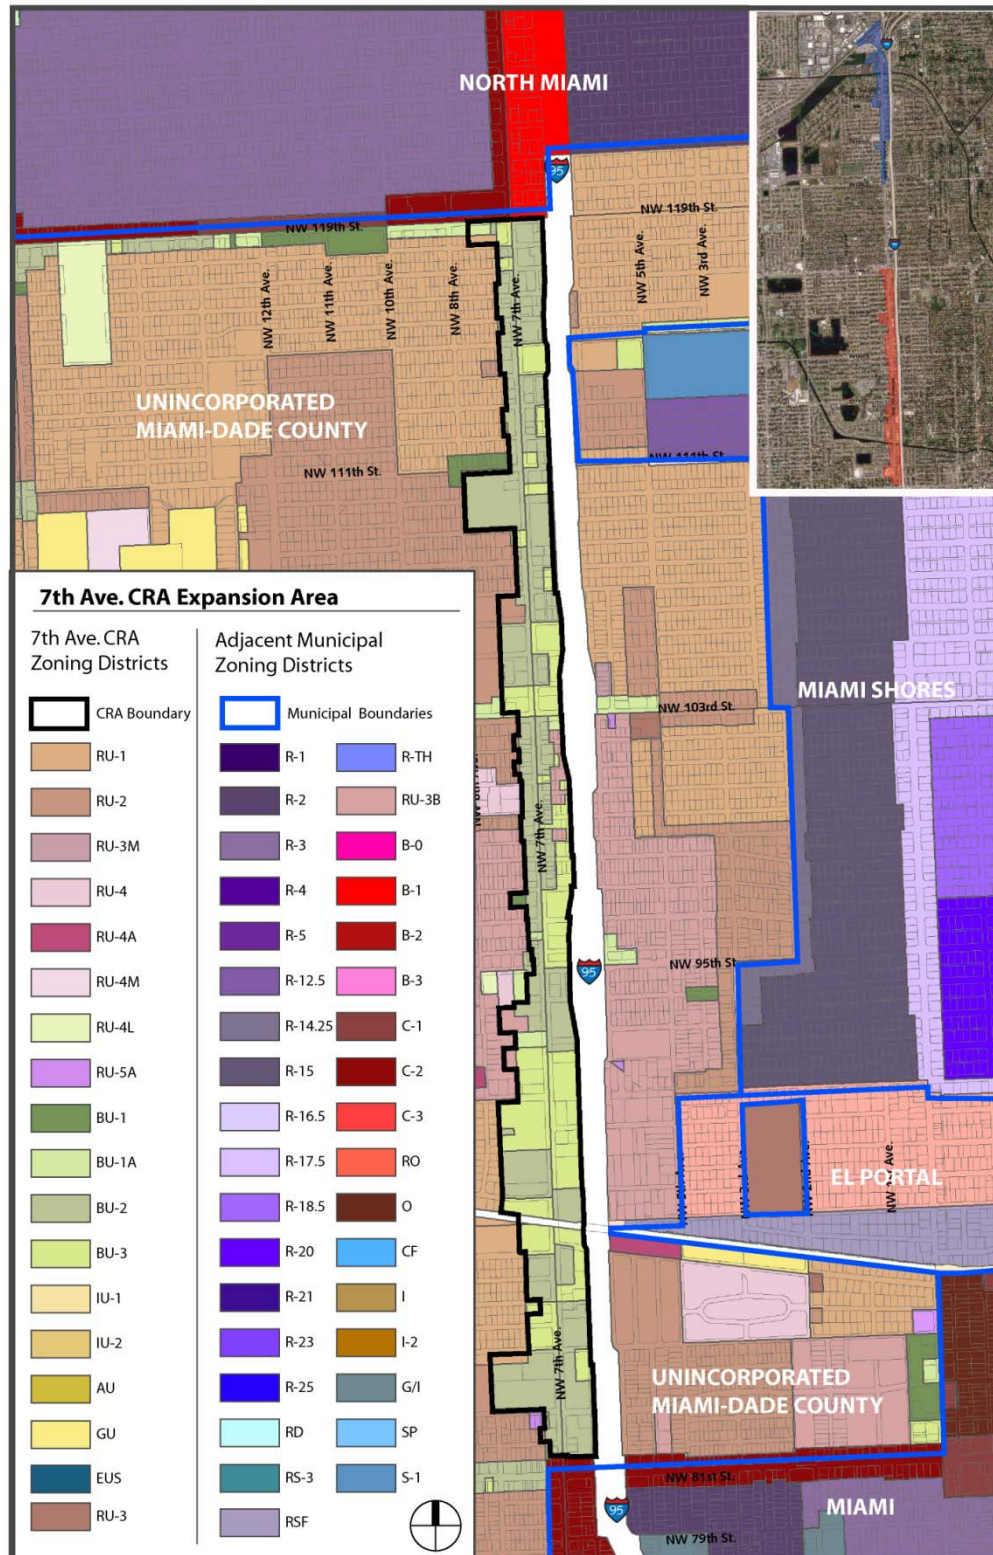 NORTH MIAMI
95
NW 119th St.
NW 119th St.
NW 12th Ave.
NW 11th Ave.
NW 10th Ave.
NW 8th Ave.
NW 7th Ave.
NW 5th Ave.
NW 3rd Ave.
UNINCORPORATED
MIAMI-DADE COUNTY
NW 111th St.
NW 111th St.
MIAMI SHORES
NW 103rd St.
NW 7th Ave.
NW 95th St.
95
EL PORTAL
NW 7th Ave.
UNINCORPORATED
MIAMI-DADE COUNTY
NW 81st St.
95
MIAMI
NW 79th St.
7th Ave. CRA Expansion Area
7th Ave. CRA
Zoning Districts
CRA Boundary
RU-1
RU-2
RU-3M
RU-4
RU-4A
RU-4M
RU-4L
RU-5A
BU-1
BU-1A
BU-2
BU-3
IU-1
IU-2
AU
GU
EUS
RU-3
Adjacent Municipal
Zoning Districts
Municipal Boundaries
R-1
R-2
R-3
R-4
R-5
R-12.5
R-14.25
R-15
R-16.5
R-17.5
R-18.5
R-20
R-21
R-23
R-25
RD
RS-3
RSF
R-TH
RU-3B
B-0
B-1
B-2
B-3
C-1
C-2
C-3
RO
O
CF
I
I-2
G/I
SP
S-1